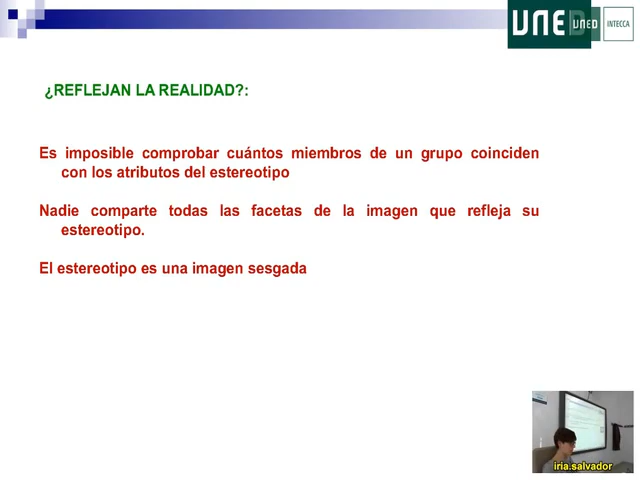 UNED
UNED
INTECCA
¿REFLEJAN LA REALIDAD?:
Es imposible comprobar cuántos miembros de un grupo coinciden
con los atributos del estereotipo
Nadie comparte todas las facetas de la imagen que refleja su
estereotipo.
El estereotipo es una imagen sesgada
iria.salvador